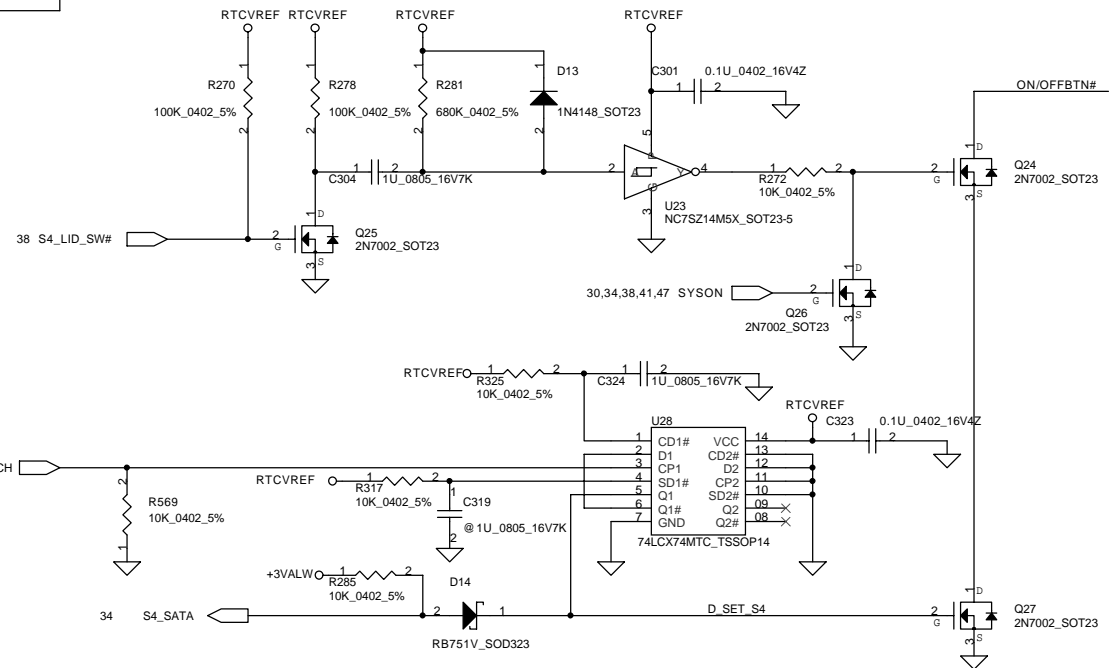 RTCVREF RTCVREF RTCVREF RTCVREF
R270
100K_0402_5%
1
2
R278
100K_0402_5%
1
2
R281
680K_0402_5%
1
2
D13
1N4148_SOT23
1
2
C301
0.1U_0402_16V4Z
1 2
ON/OFFBTN#
C304
1U_0805_16V7K
1 2
2 5 A P Y G 4 3
U23
NC7SZ14M5X_SOT23-5
1 2
R272
10K_0402_5%
Q24
2N7002_SOT23
1 D
2 G
3 S
38 S4_LID_SW#
Q25
2N7002_SOT23
1 D
2 G
3 S
30,34,38,41,47 SYSON
Q26
2N7002_SOT23
1 D
2 G
3 S
RTCVREF
R325
10K_0402_5%
1 2
C324
1U_0805_16V7K
1 2
RTCVREF
C323
0.1U_0402_16V4Z
1 2
U28
1 CD1# VCC 14
2 D1 CD2# 13
3 CP1 D2 12
4 SD1# CP2 11
5 Q1 SD2# 10
6 Q1# Q2 09
7 GND Q2# 08
74LCX74MTC_TSSOP14
CH
R569
10K_0402_5%
2
1
RTCVREF
R317
10K_0402_5%
1 2
C319
@1U_0805_16V7K
1
2
+3VALW
R285
10K_0402_5%
1 2
D14
RB751V_SOD323
2 1
34 S4_SATA
D_SET_S4
Q27
2N7002_SOT23
1 D
2 G
3 S